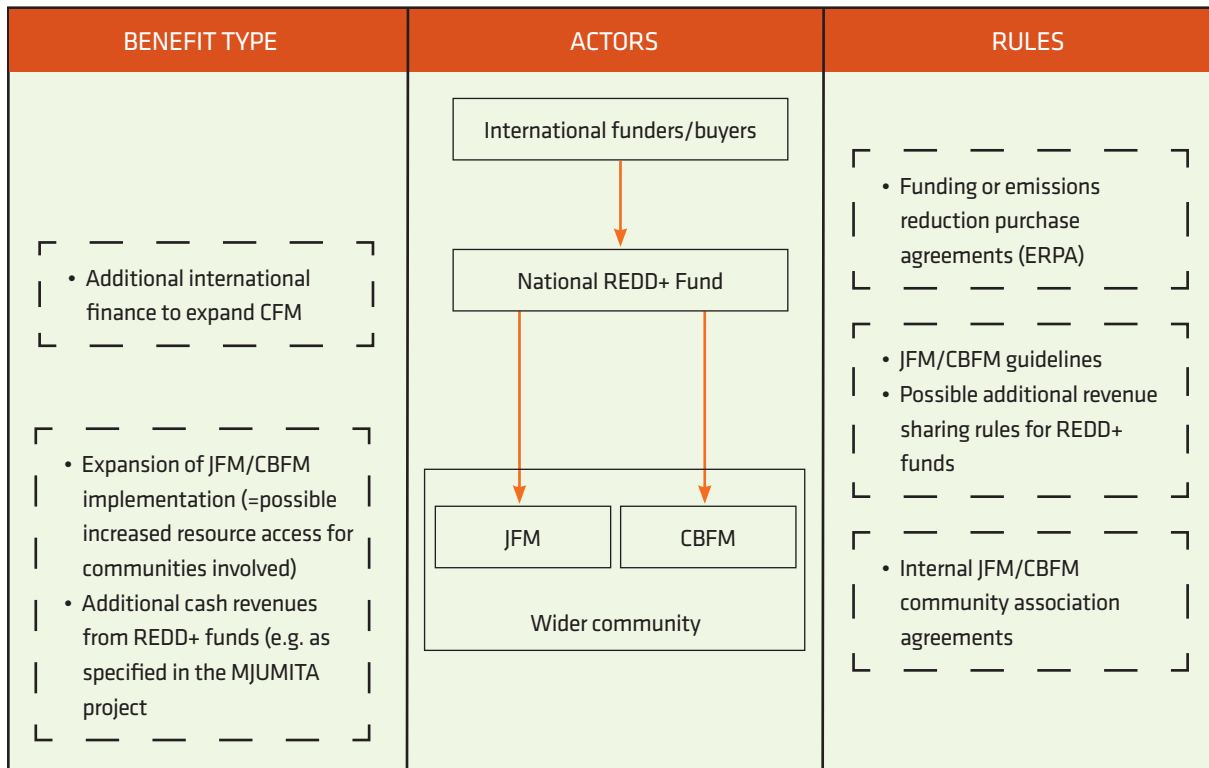 BENEFIT TYPE
ACTORS
RULES
• Additional international
finance to expand CFM
• Expansion of JFM/CBFM
implementation (=possible
increased resource access for
communities involved)
• Additional cash revenues
from REDD+ funds (e.g. as
specified in the MJUMITA
project
International funders/buyers
National REDD+ Fund
JFM
CBFM
Wider community
• Funding or emissions
reduction purchase
agreements (ERPA)
• JFM/CBFM guidelines
• Possible additional revenue
sharing rules for REDD+
funds
• Internal JFM/CBFM
community association
agreements